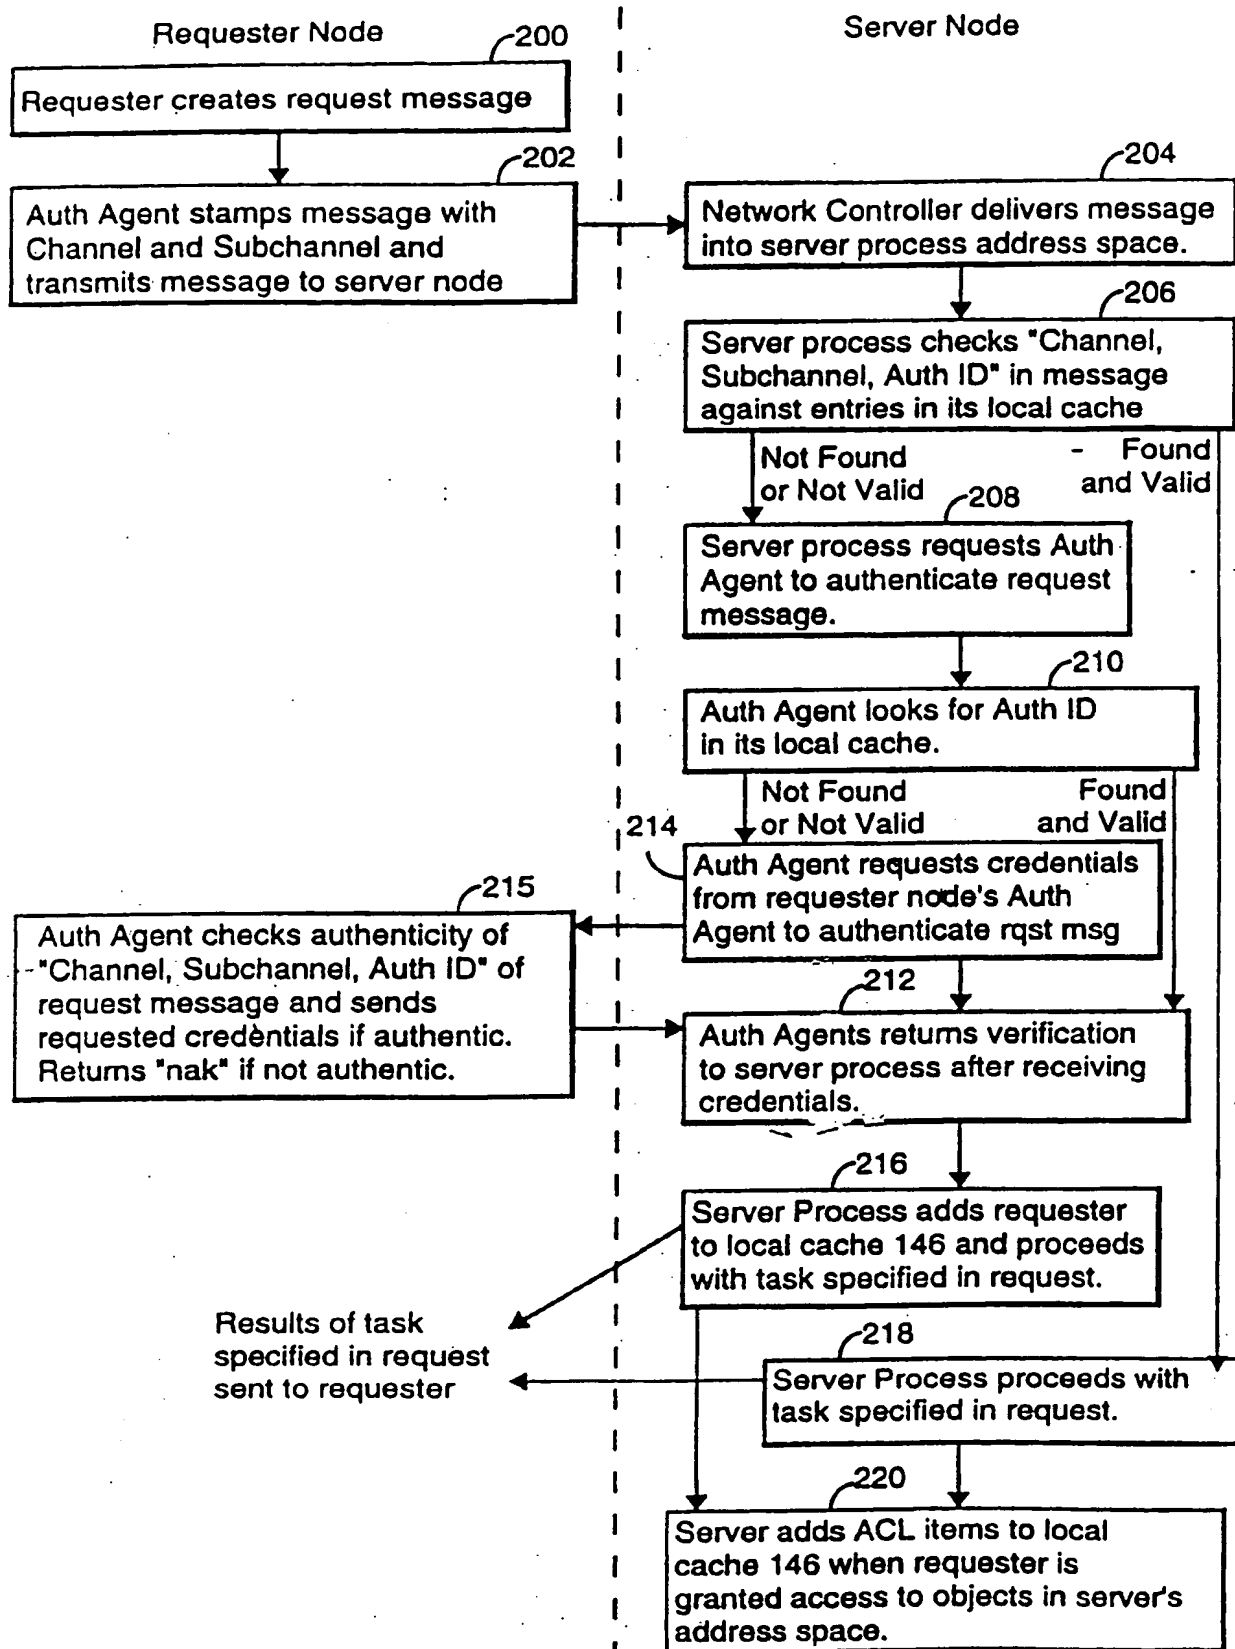 Requester Node
Server Node
200
Requester creates request message
202
Auth Agent stamps message with
Channel and Subchannel and
transmits message to server node
204
Network Controller delivers message
into server process address space.
206
Server process checks "Channel,
Subchannel, Auth ID" in message
against entries in its local cache
Not Found
or Not Valid
- Found
and Valid
208
Server process requests Auth
Agent to authenticate request
message.
210
Auth Agent looks for Auth ID
in its local cache.
Not Found
or Not Valid
Found
and Valid
214
Auth Agent requests credentials
from requester node's Auth
Agent to authenticate rqst msg
215
Auth Agent checks authenticity of
"Channel, Subchannel, Auth ID" of
request message and sends
requested credentials if authentic.
Returns "nak" if not authentic.
212
Auth Agents returns verification
to server process after receiving
credentials.
216
Server Process adds requester
to local cache 146 and proceeds
with task specified in request.
Results of task
specified in request
sent to requester
218
Server Process proceeds with
task specified in request.
220
Server adds ACL items to local
cache 146 when requester is
granted access to objects in server's
address space.